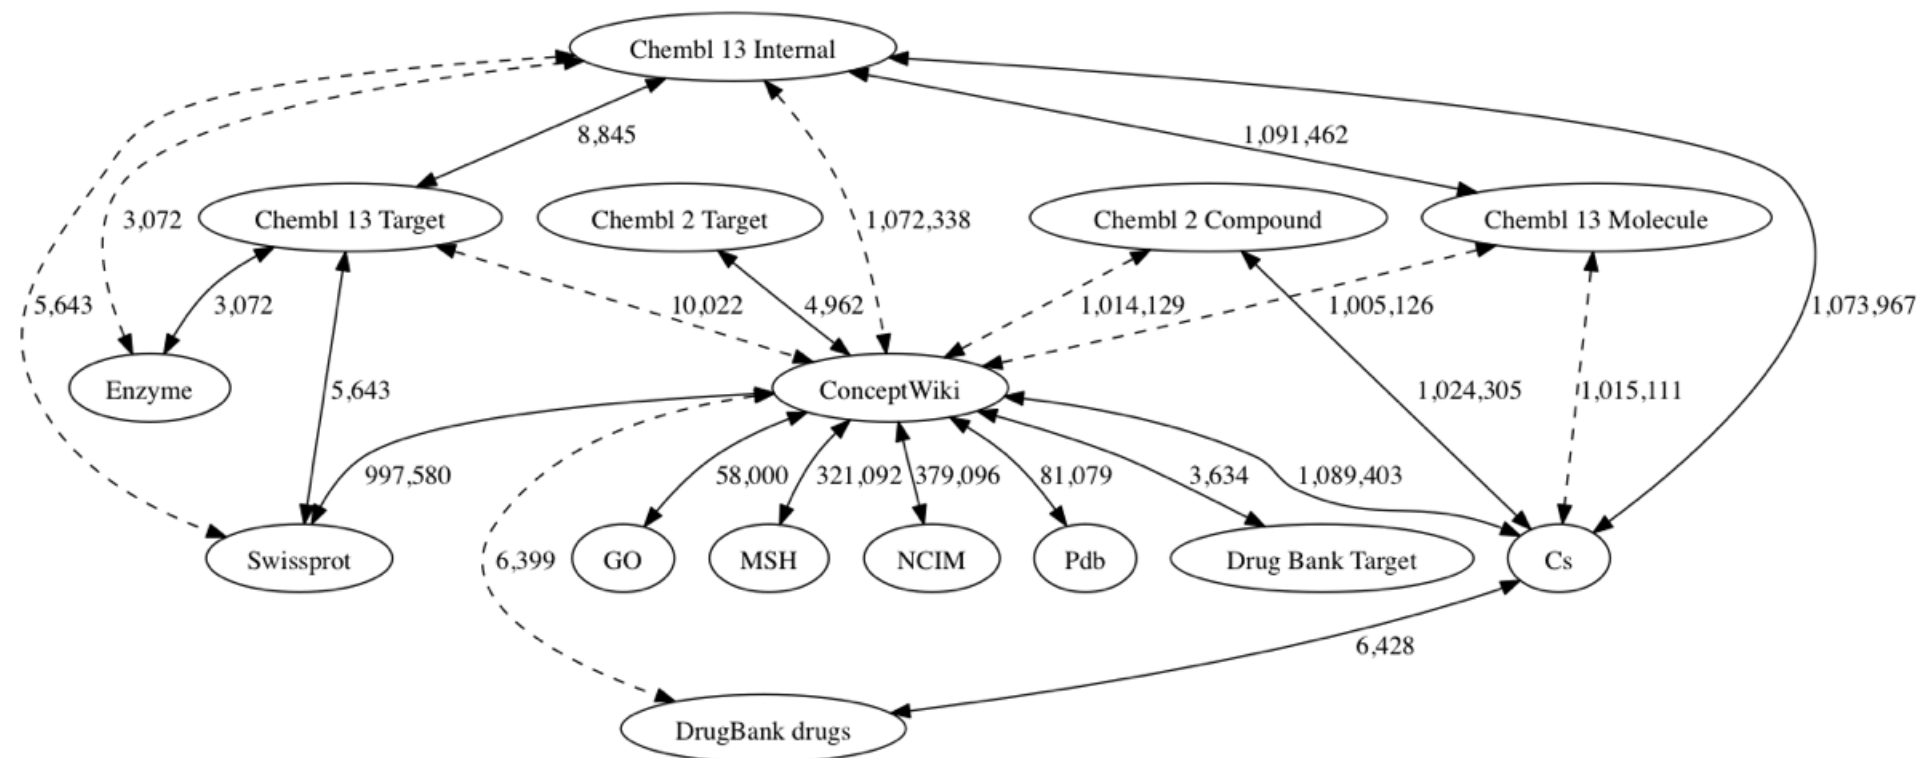 Chembl 13 Internal
8,845
1,091,462
3,072
Chembl 13 Target
Chembl 2 Target
1,072,338
Chembl 2 Compound
Chembl 13 Molecule
5,643
3,072
10,022
4,962
1,014,129
1,005,126
1,073,967
Enzyme
5,643
ConceptWiki
1,024,305
1,015,111
997,580
58,000
321,092
379,096
81,079
3,634
1,089,403
Swissprot
6,399
GO
MSH
NCIM
Pdb
Drug Bank Target
Cs
6,428
DrugBank drugs